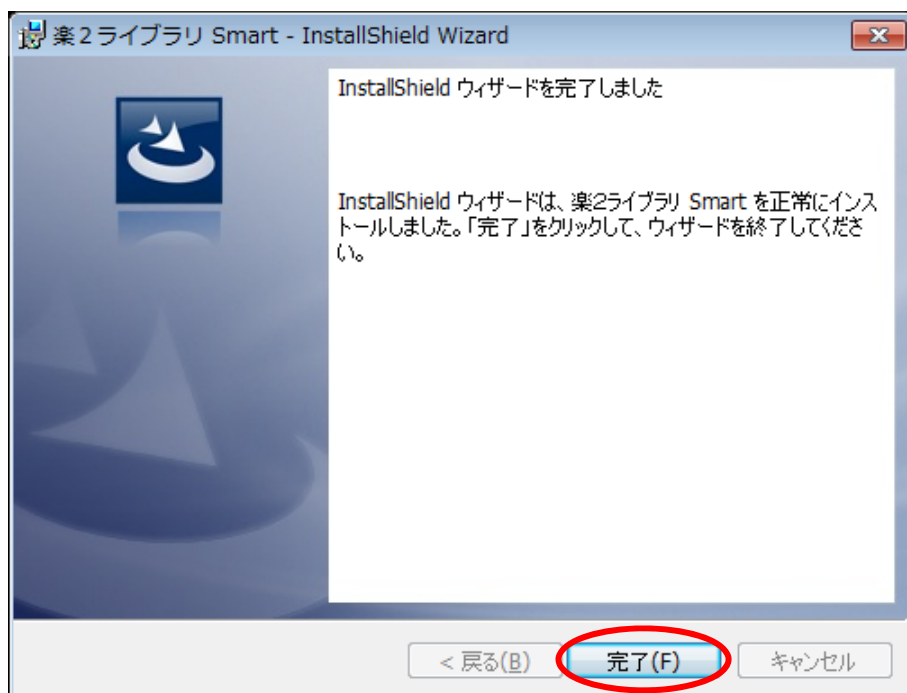 楽2ライブラリ Smart - InstallShield Wizard
InstallShield ウィザードを完了しました
InstallShield ウィザードは、楽2ライブラリ Smart を正常にインス
トールしました。「完了」をクリックして、ウィザードを終了してくださ
い。
< 戻る(B) 完了(F) キャンセル